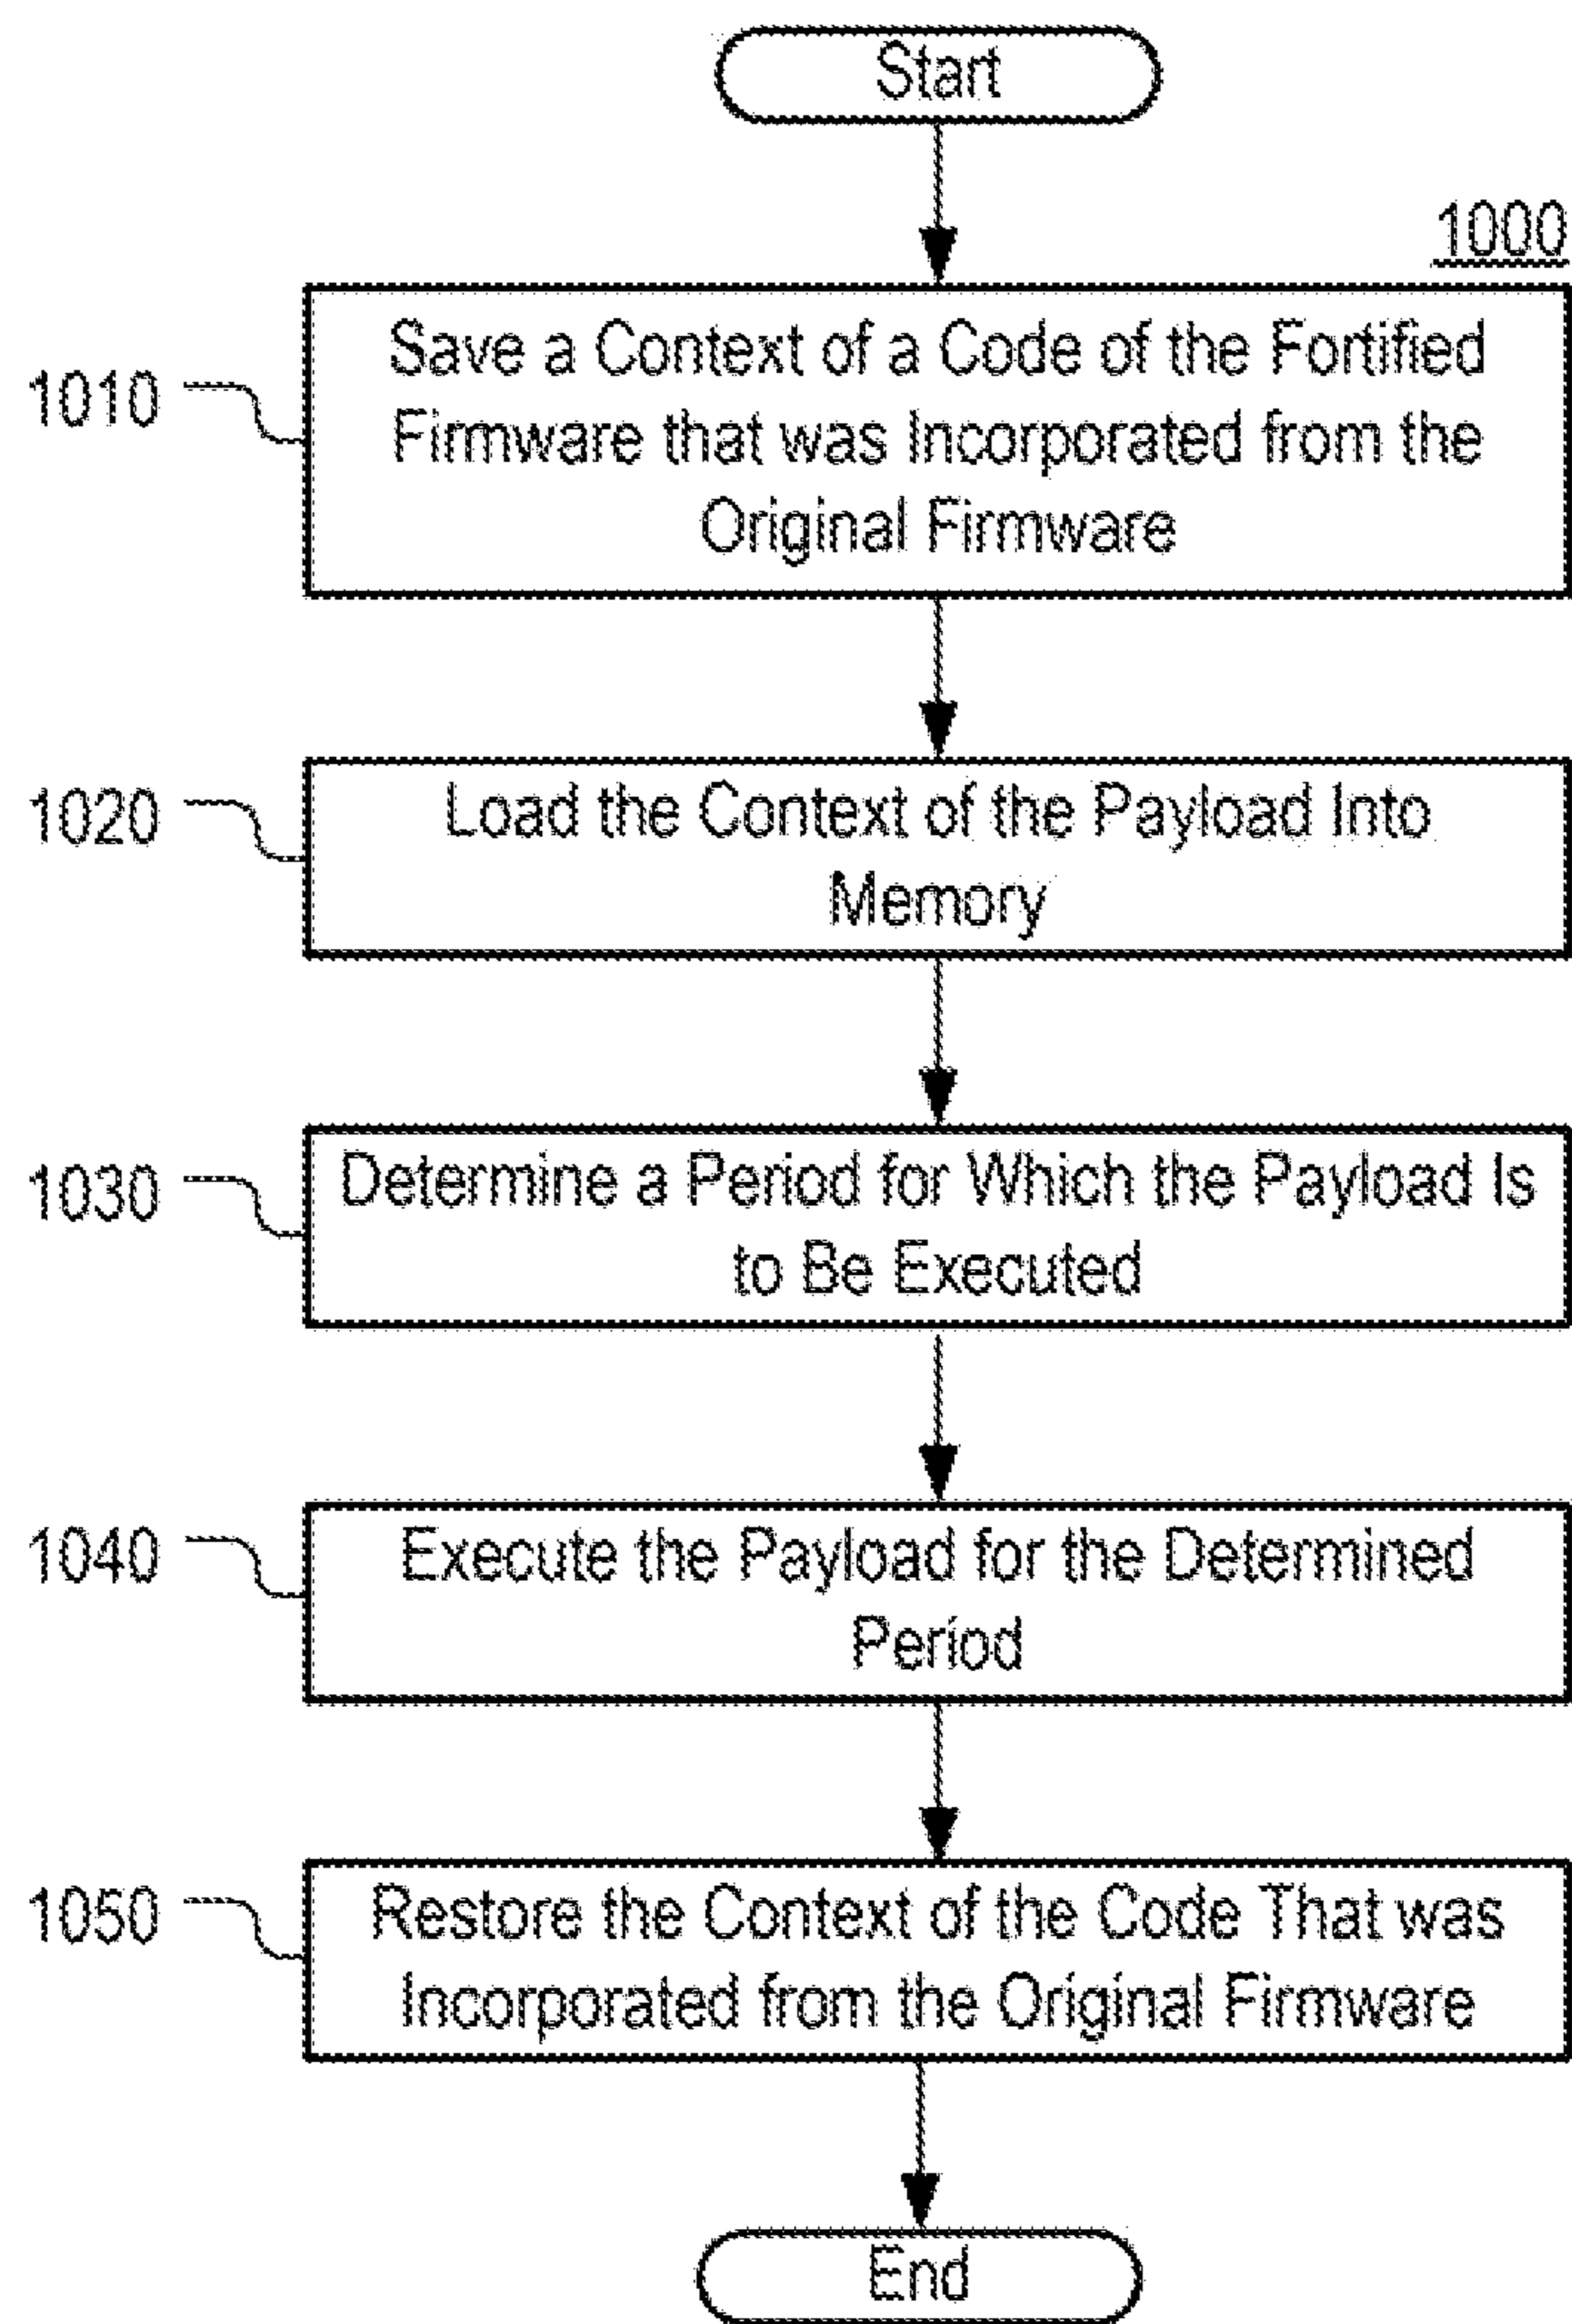 Start
1000
1010
Save a Context of a Code of the Fortified
Firmware that was Incorporated from the
Original Firmware
1020
Load the Context of the Payload Into
Memory
1030
Determine a Period for Which the Payload Is
to Be Executed
1040
Execute the Payload for the Determined
Period
1050
Restore the Context of the Code That was
Incorporated from the Original Firmware
End